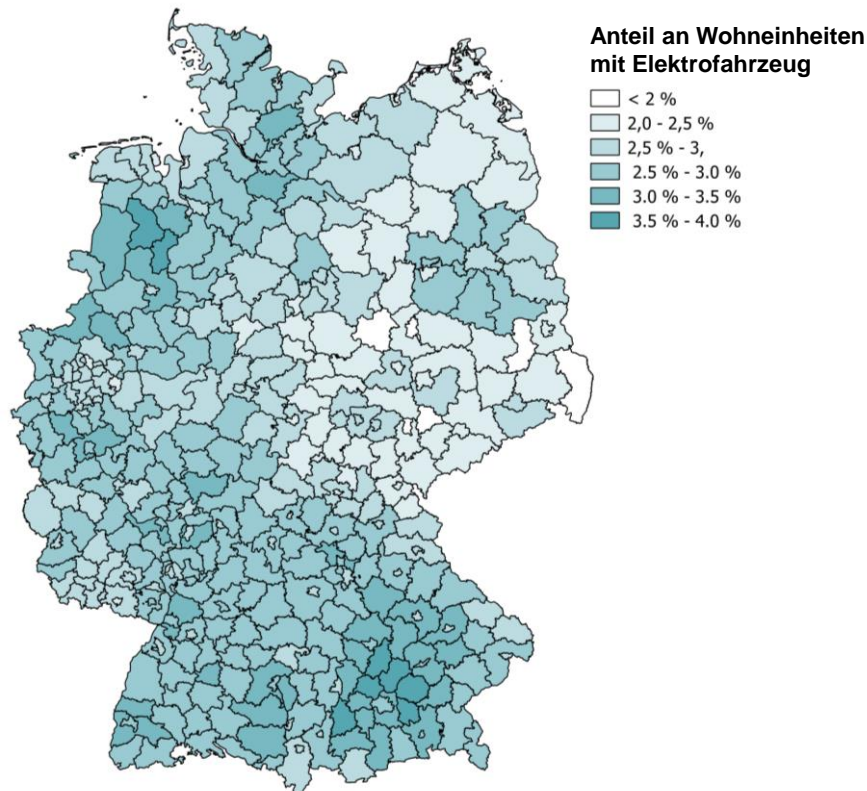 Anteil an Wohneinheiten
mit Elektrofahrzeug
< 2 %
2,0 - 2,5 %
2,5 % - 3,
2.5 % - 3.0 %
3.0 % - 3.5 %
3.5 % - 4.0 %